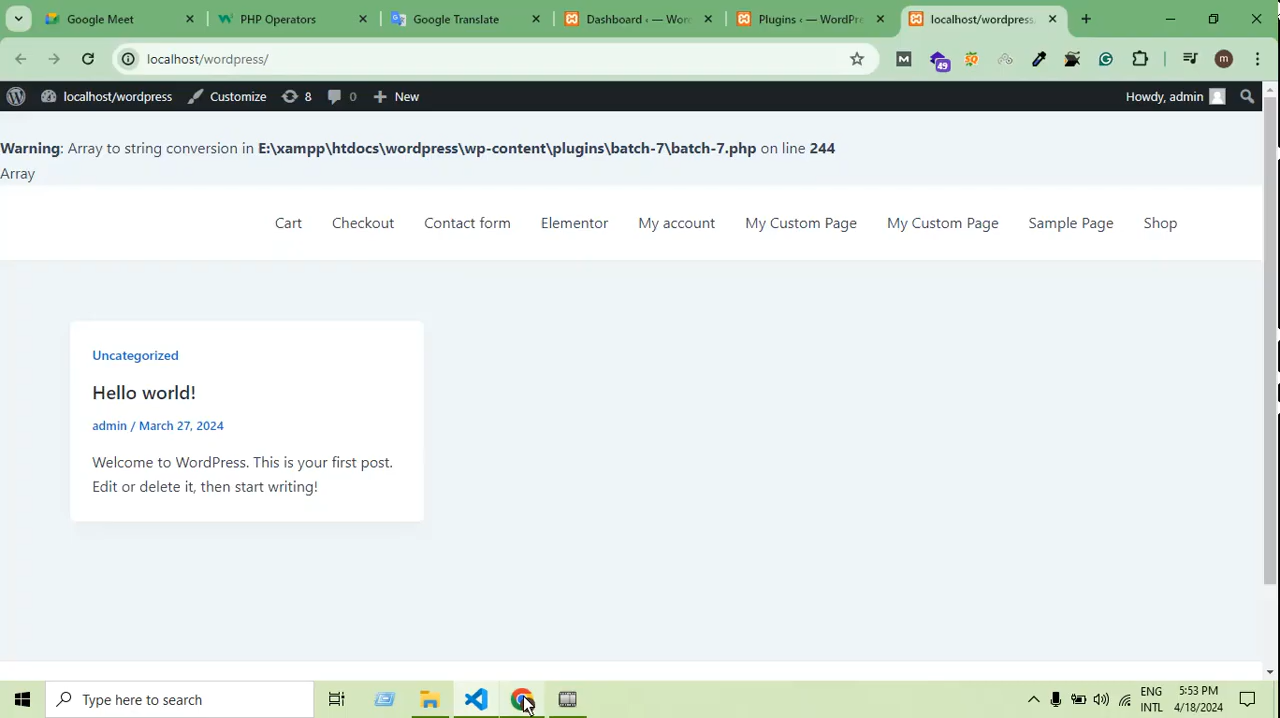 Google Meet
PHP Operators
Google Translate
Dashboard ‹ — Wor
Plugins ‹ — WordPr
localhost/wordpress
localhost/wordpress/
49
m
localhost/wordpress
Customize
8
0
New
Howdy, admin
Warning: Array to string conversion in E:\xampp\htdocs\wordpress\wp-content\plugins\batch-7\batch-7.php on line 244
Array
Cart
Checkout
Contact form
Elementor
My account
My Custom Page
My Custom Page
Sample Page
Shop
Uncategorized
Hello world!
admin / March 27, 2024
Welcome to WordPress. This is your first post.
Edit or delete it, then start writing!
Type here to search
ENG
INTL
5:53 PM
4/18/2024